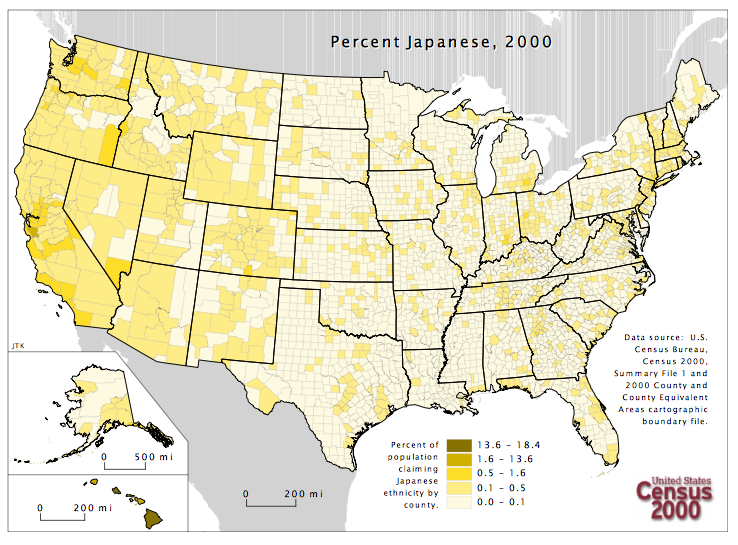 Percent Japanese, 2000
JTK
Data source: U.S.
Census Bureau,
Census 2000,
Summary File 1 and
2000 County and
County Equivalent
Areas cartographic
boundary file.
0 500 mi
0 200 mi
0 200 mi
Percent of
population
claiming
Japanese
ethnicity by
county.
13.6 – 18.4
1.6 – 13.6
0.5 – 1.6
0.1 – 0.5
0.0 – 0.1
United States
Census
2000